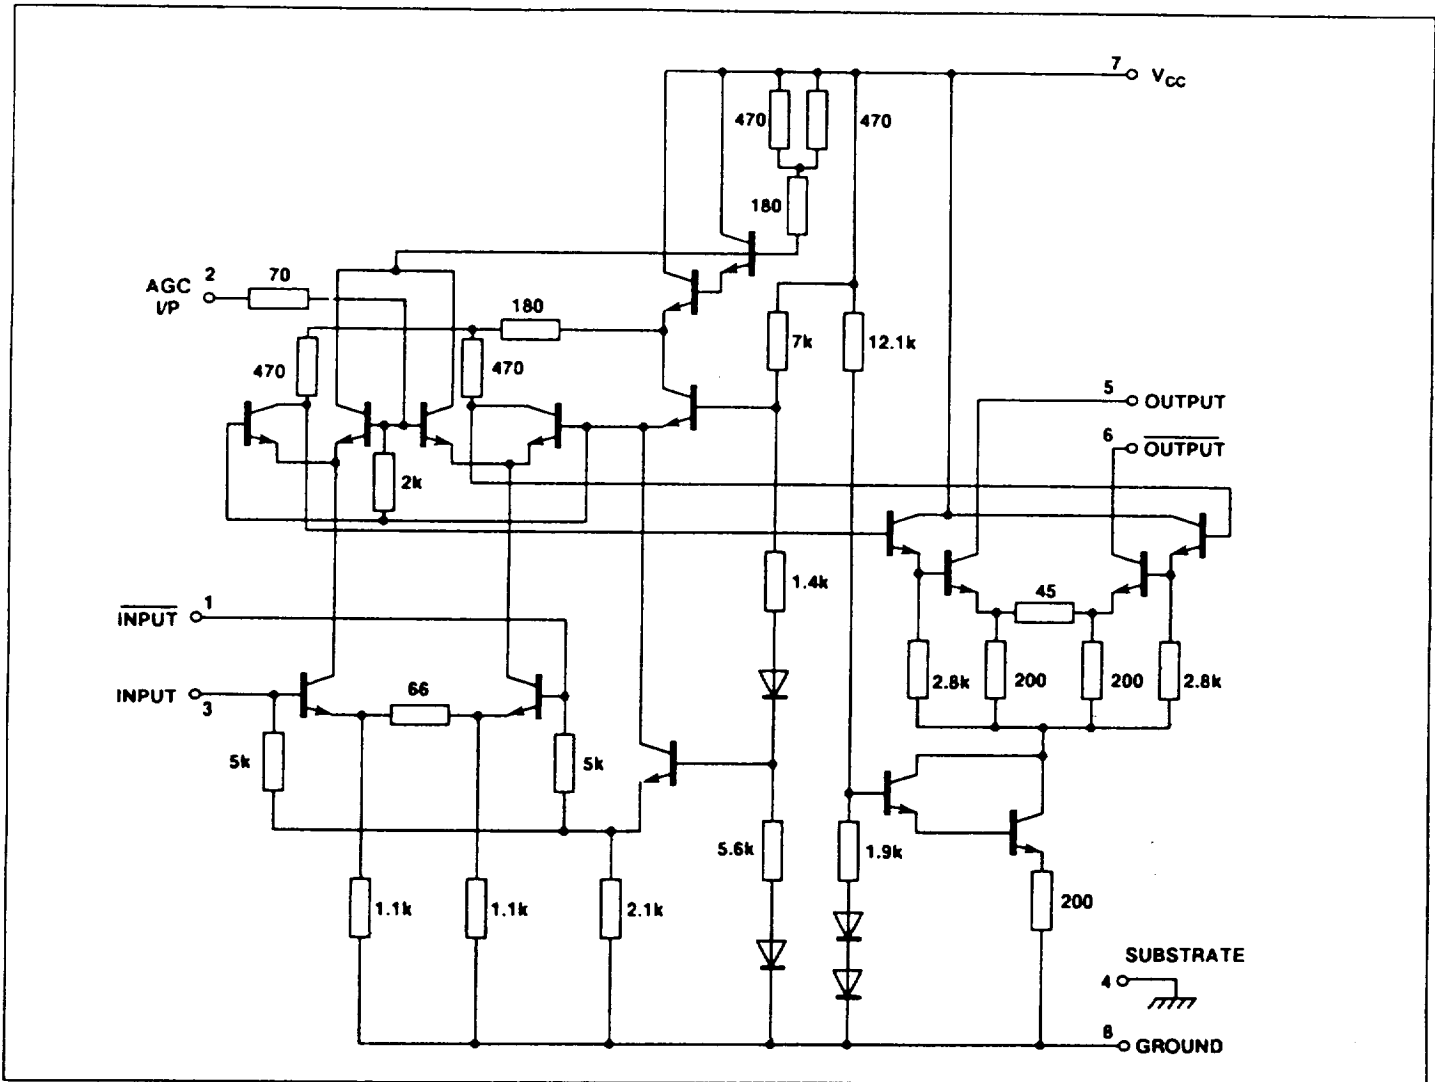 7 V_CC
470 470
180
AGC I/P 2 70
180
470 470
7k 12.1k
5 OUTPUT
6 OUTPUT
2k
1.4k
45
INPUT 1
INPUT 3
66
2.8k 200 200 2.8k
5k 5k
5.6k 1.9k
1.1k 1.1k 2.1k
200
SUBSTRATE
4
8 GROUND